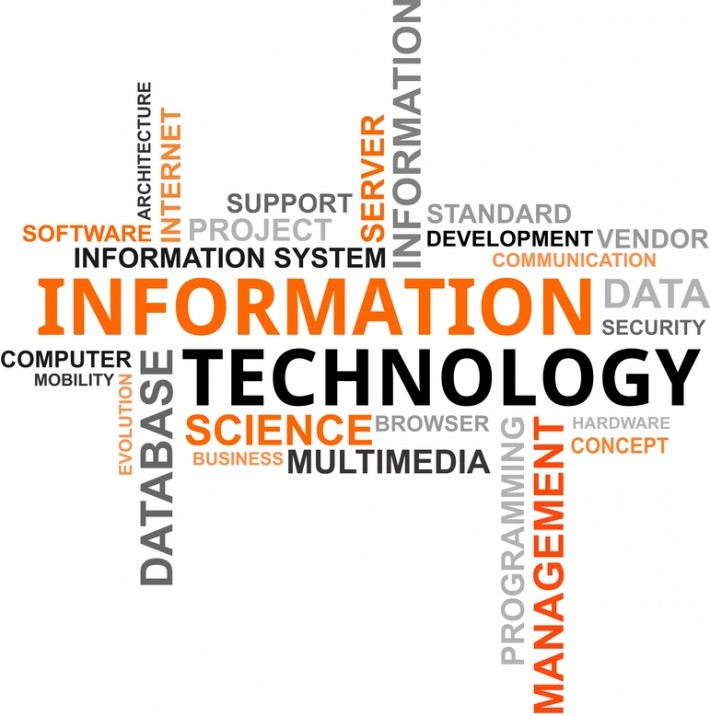 ARCHITECTURE
INTERNET
SERVER
INFORMATION
SUPPORT
STANDARD
SOFTWARE
PROJECT
DEVELOPMENT
VENDOR
INFORMATION SYSTEM
COMMUNICATION
INFORMATION
DATA
SECURITY
COMPUTER
TECHNOLOGY
MOBILITY
EVOLUTION
DATABASE
SCIENCE
BROWSER
HARDWARE
BUSINESS
MULTIMEDIA
CONCEPT
PROGRAMMING
MANAGEMENT